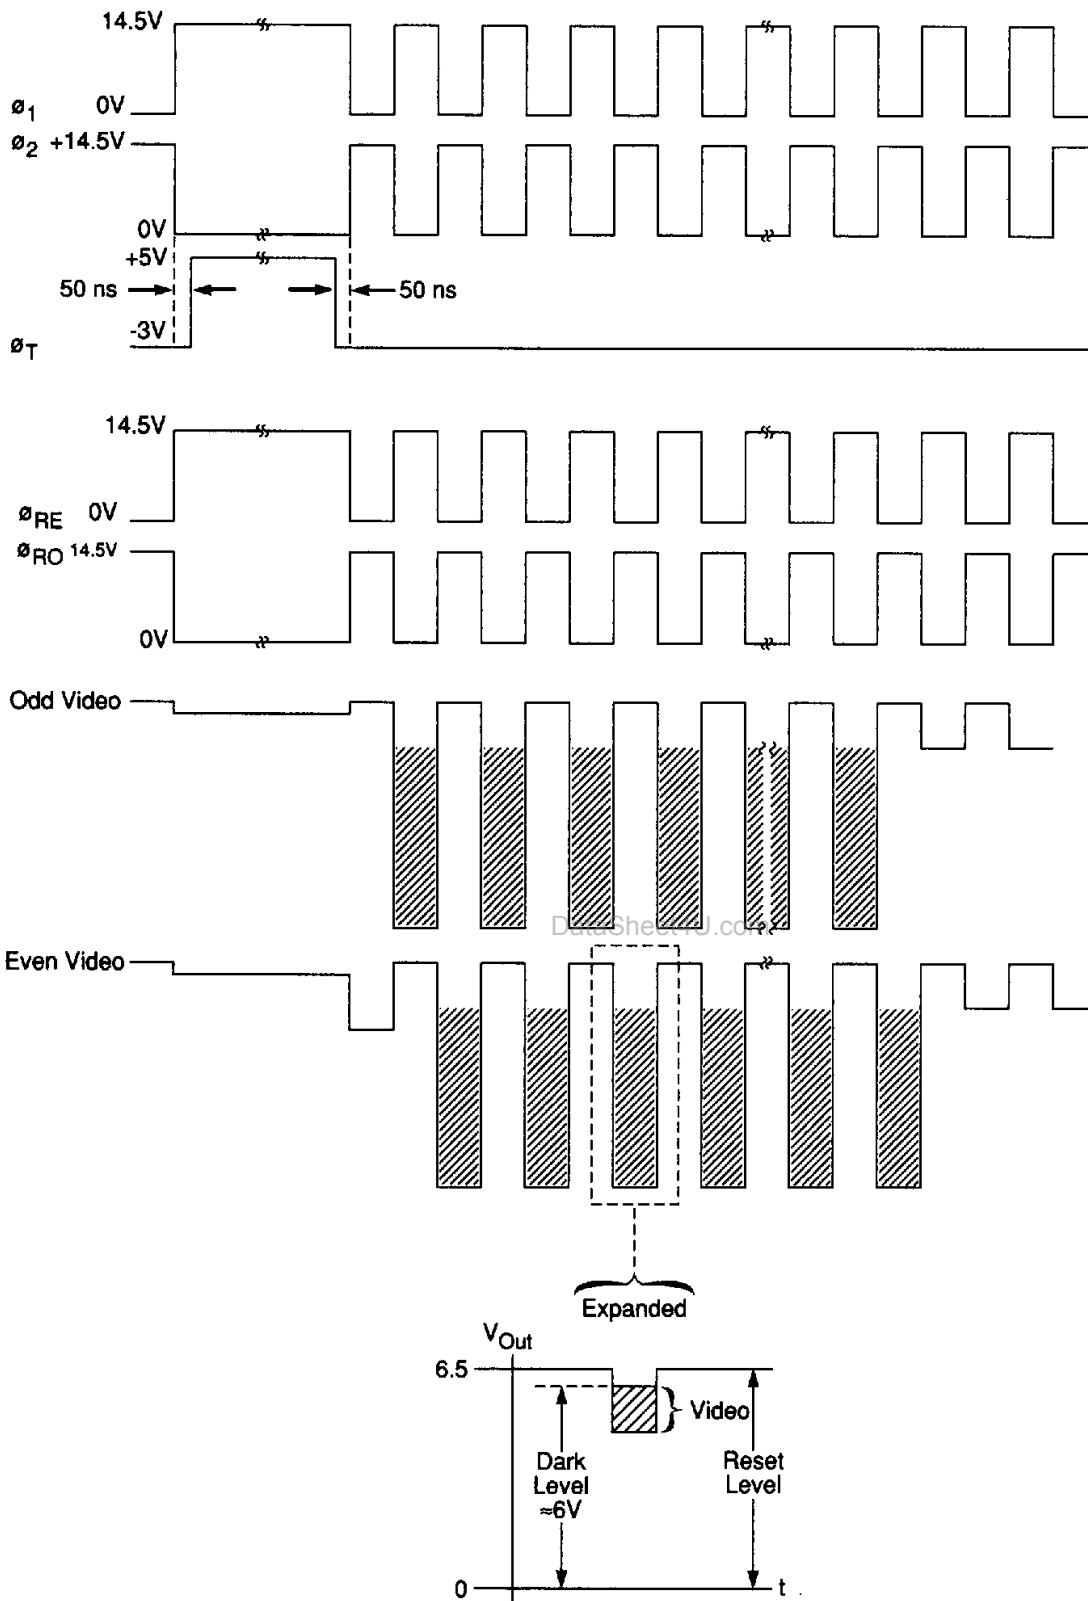 14.5V
ø1 0V
ø2 +14.5V
0V
+5V
50 ns 50 ns
-3V
øT
14.5V
øRE 0V
øRO 14.5V
0V
Odd Video
DataSheet4U.com
Even Video
Expanded
VOut
6.5
Video
Dark
Level
≈6V
Reset
Level
0
t